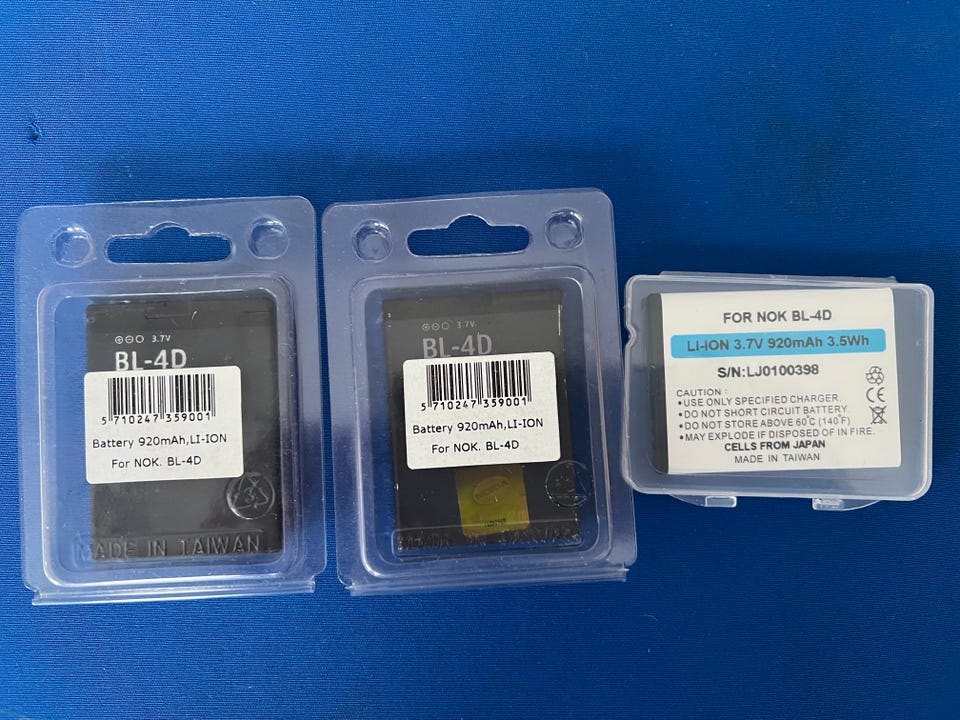 3.7V
BL-4D
5 710247 359001
Battery 920mAh,LI-ION
For NOK. BL-4D
3
MADE IN TAIWAN
3.7V
BL-4D
5 710247 359001
Battery 920mAh,LI-ION
For NOK. BL-4D
NOKIA
FOR NOK BL-4D
LI-ION 3.7V 920mAh 3.5Wh
S/N:LJ0100398
CAUTION :
•USE ONLY SPECIFIED CHARGER.
•DO NOT SHORT CIRCUIT BATTERY.
•DO NOT STORE ABOVE 60°C (140°F)
•MAY EXPLODE IF DISPOSED OF IN FIRE.
CELLS FROM JAPAN
MADE IN TAIWAN
CE